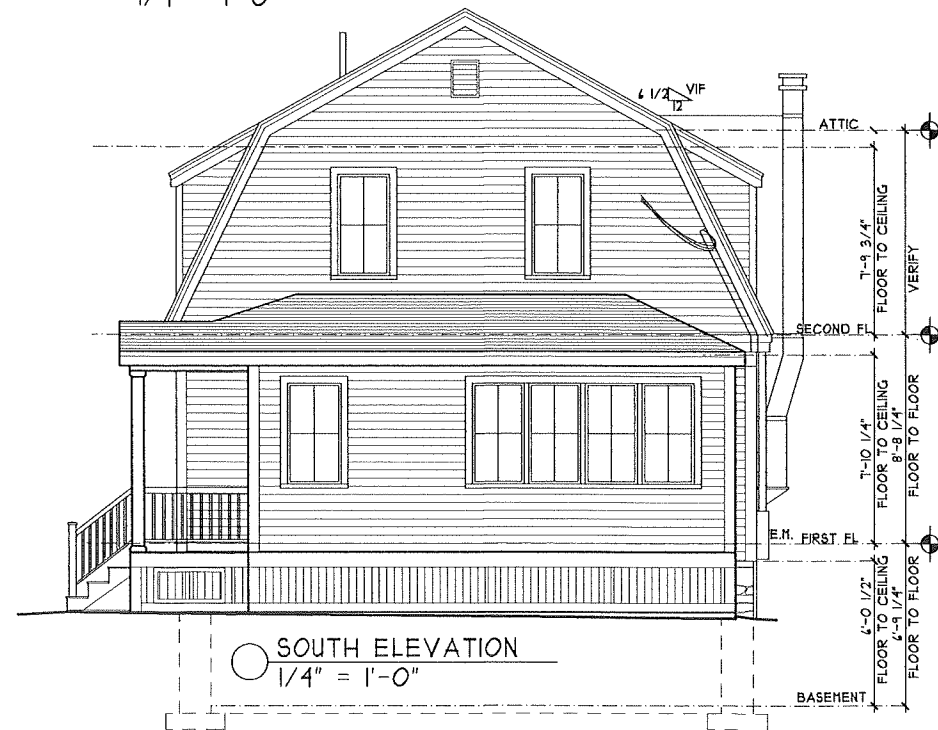 1/4" = 1'-0"
6 1/2
VIF
12
ATTIC
7'-9 3/4"
FLOOR TO CEILING
VERIFY
SECOND FL
7'-10 1/4"
FLOOR TO CEILING
8'-8 1/4"
FLOOR TO FLOOR
E.M.
FIRST FL
6'-0 1/2"
FLOOR TO CEILING
6'-9 1/4"
FLOOR TO FLOOR
SOUTH ELEVATION
1/4" = 1'-0"
BASEMENT